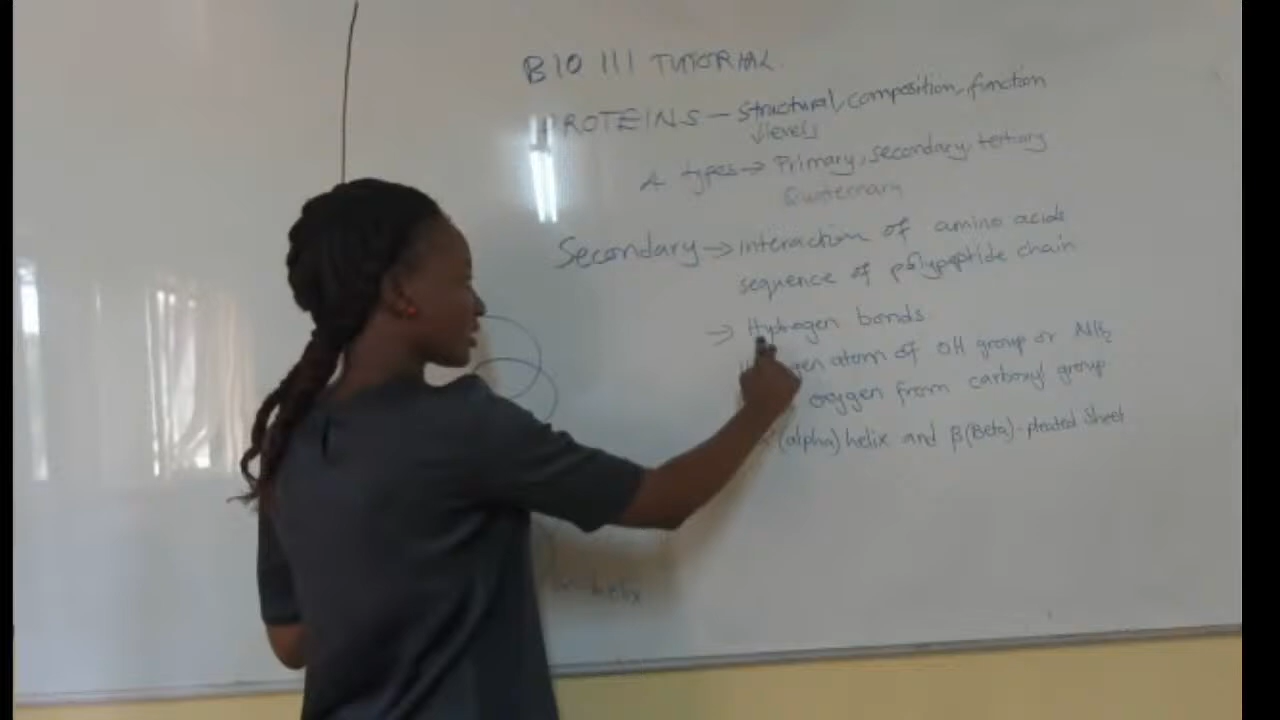 BIO 111 TUTORIAL
PROTEINS - Structural, composition, function
levels
4 types → Primary, secondary, tertiary
Quaternary
Secondary → interaction of amino acids
sequence of polypeptide chain
→ Hydrogen bonds
atom of OH group or NH2
oxygen from carboxyl group
(alpha) helix and β(Beta)-pleated sheet
helix